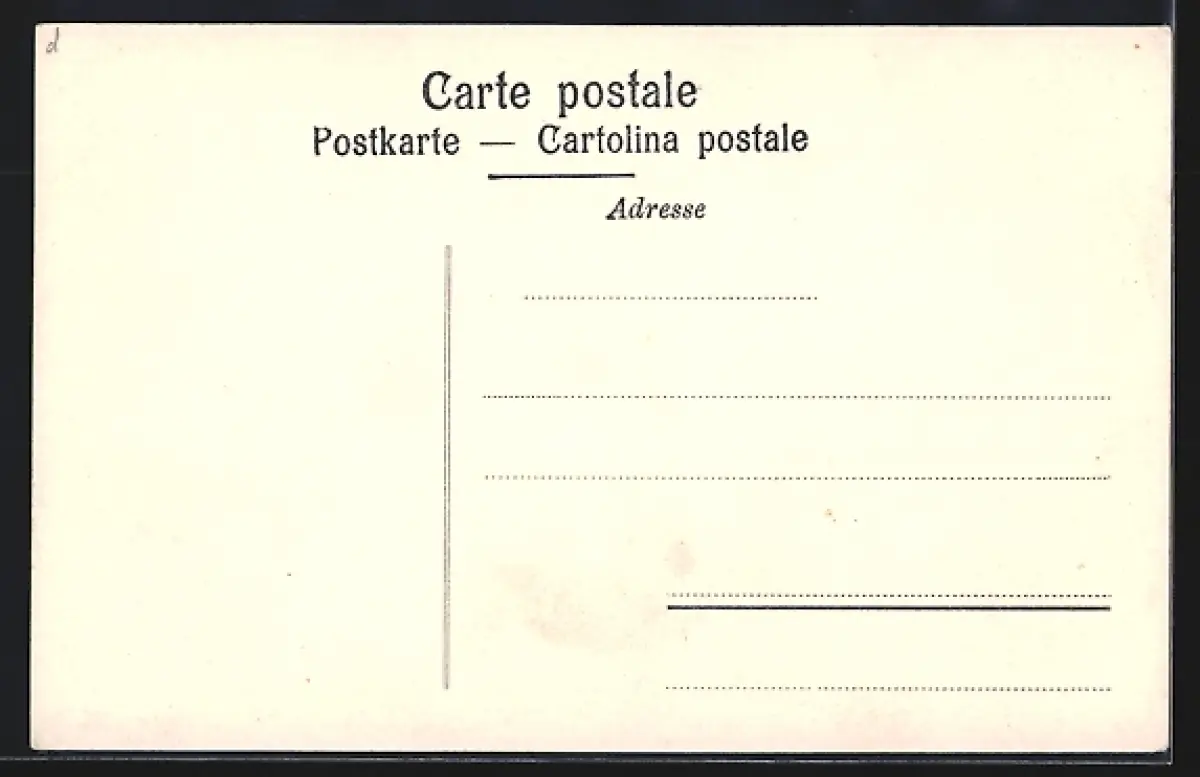 d
Carte postale
Postkarte — Cartolina postale
Adresse